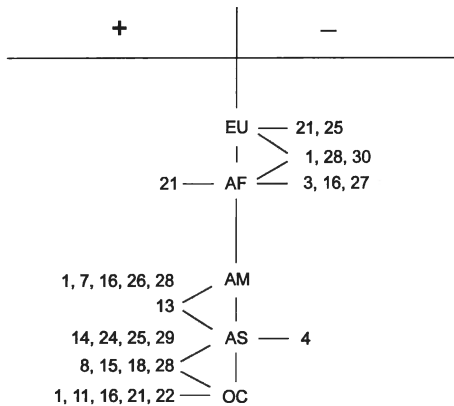 + –
EU 21, 25
1, 28, 30
21 AF 3, 16, 27
1, 7, 16, 26, 28 AM
13
14, 24, 25, 29 AS 4
8, 15, 18, 28
1, 11, 16, 21, 22 OC